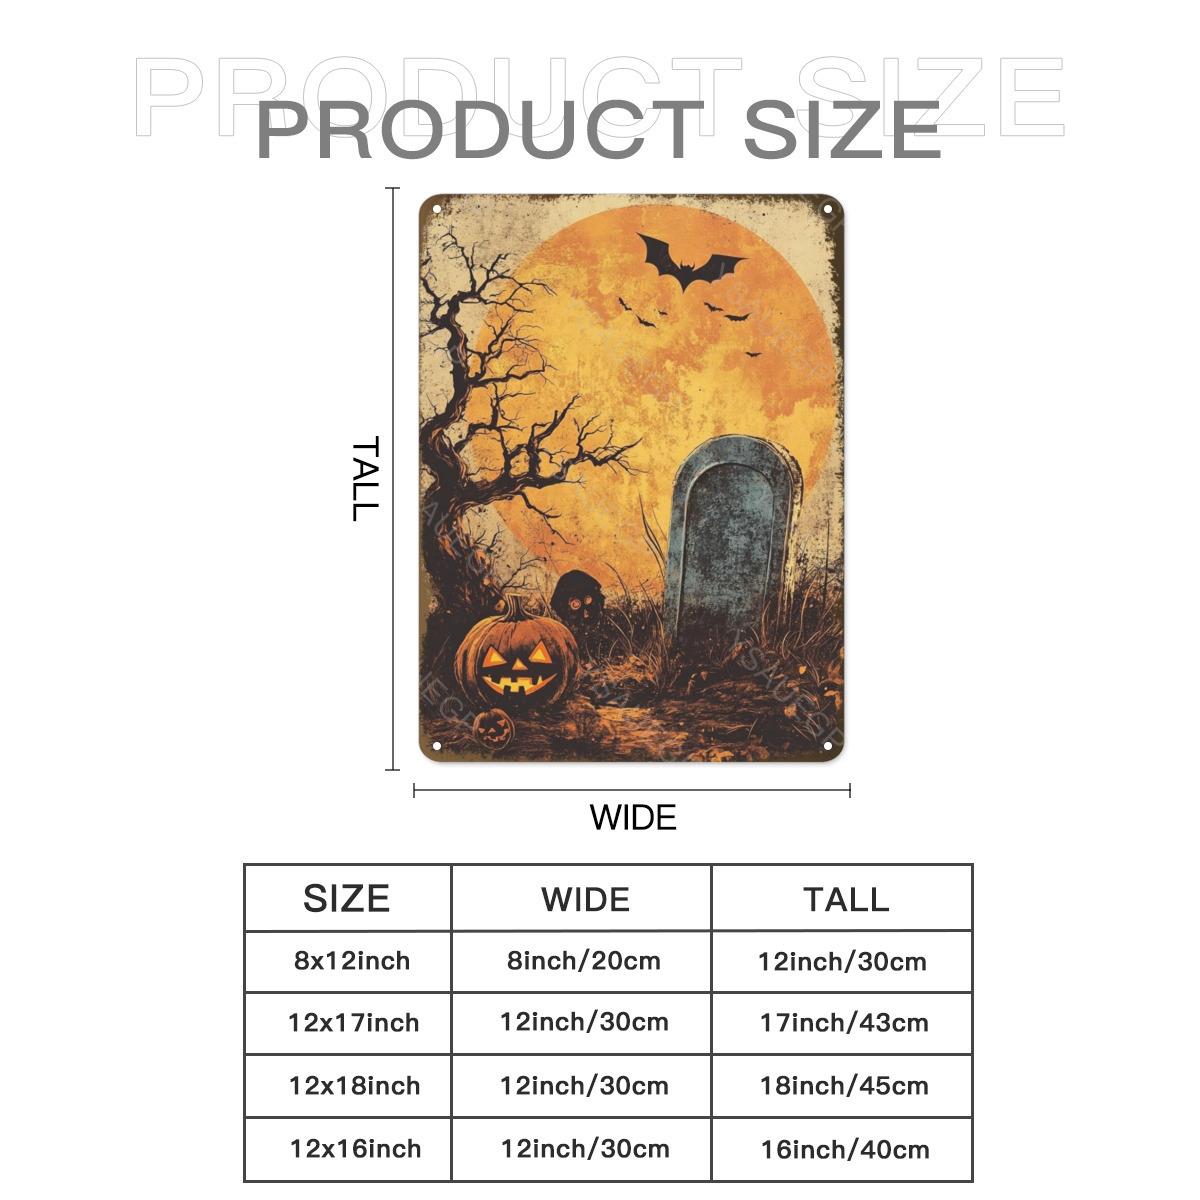 PRODUCT SIZE
PRODUCT SIZE
TALL
WIDE
SIZE WIDE TALL
8x12inch 8inch/20cm 12inch/30cm
12x17inch 12inch/30cm 17inch/43cm
12x18inch 12inch/30cm 18inch/45cm
12x16inch 12inch/30cm 16inch/40cm